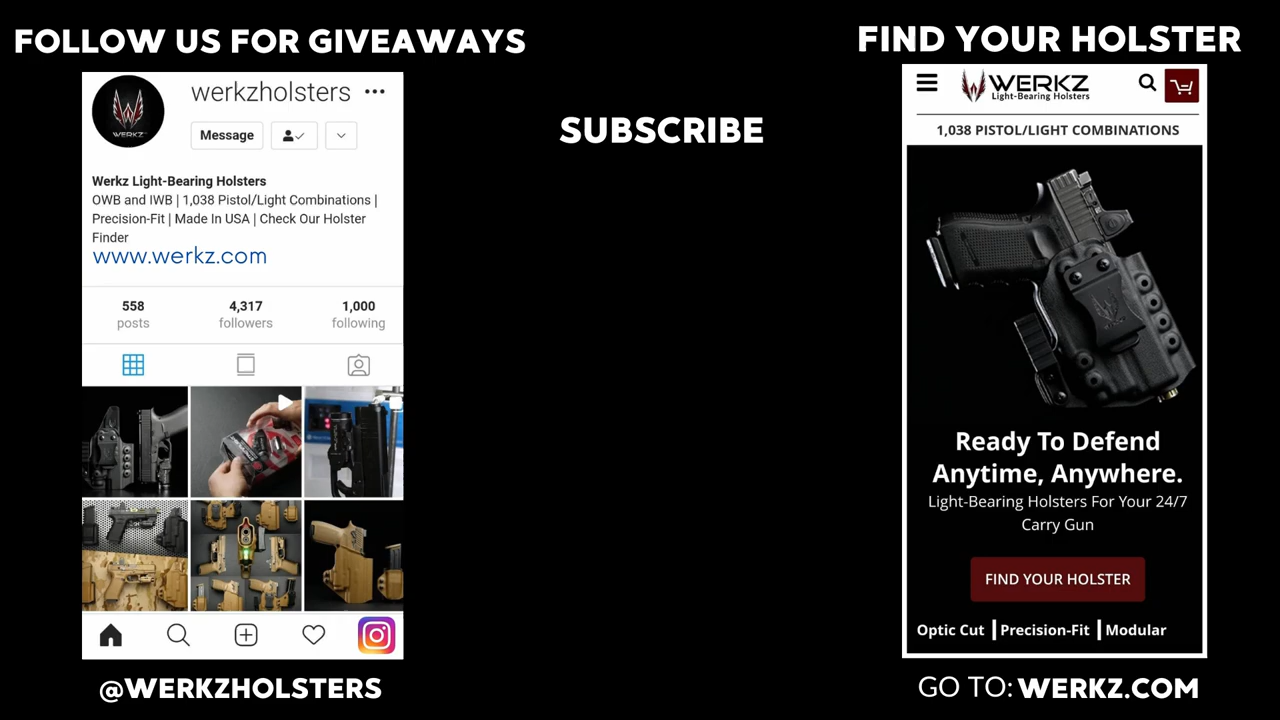 FOLLOW US FOR GIVEAWAYS
werkzholsters
WERKZ
Message
Werkz Light-Bearing Holsters
OWB and IWB | 1,038 Pistol/Light Combinations |
Precision-Fit | Made In USA | Check Our Holster
Finder
www.werkz.com
558
posts
4,317
followers
1,000
following
@WERKZHOLSTERS
SUBSCRIBE
FIND YOUR HOLSTER
WERKZ
Light-Bearing Holsters
1,038 PISTOL/LIGHT COMBINATIONS
WERKZ
Ready To Defend
Anytime, Anywhere.
Light-Bearing Holsters For Your 24/7
Carry Gun
FIND YOUR HOLSTER
Optic Cut | Precision-Fit | Modular
GO TO: WERKZ.COM